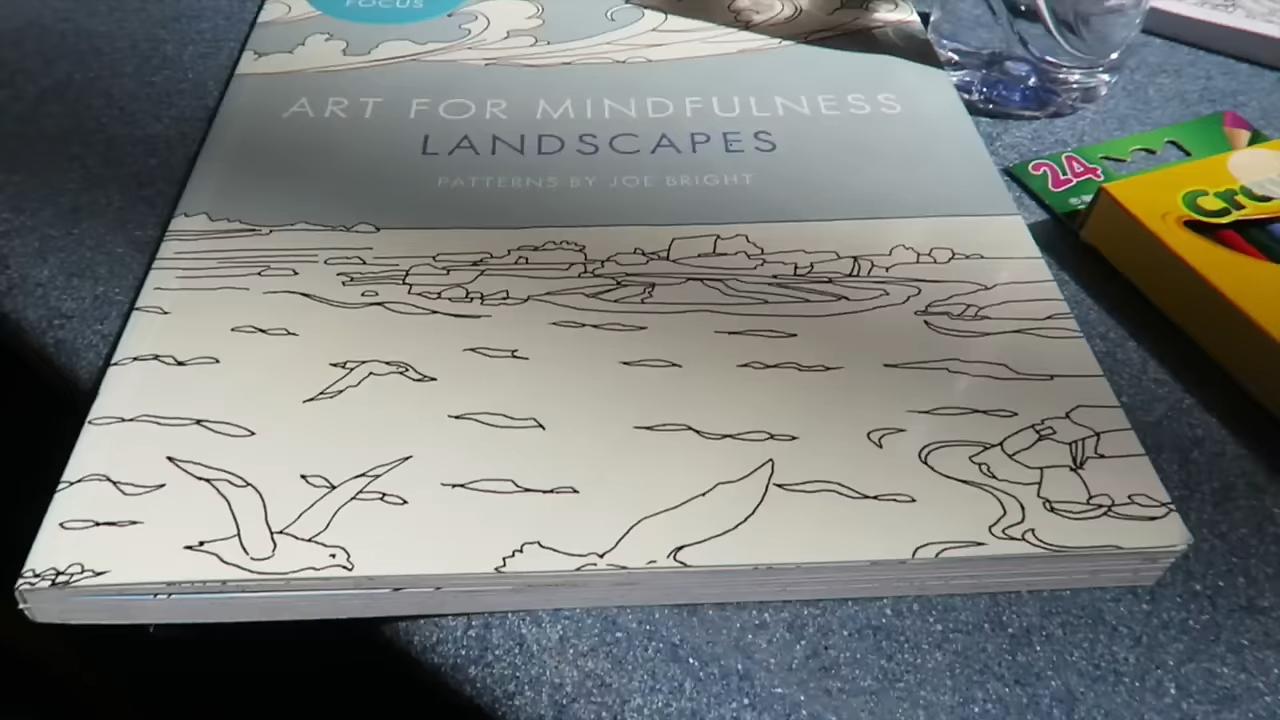 FOCUS
ART FOR MINDFULNESS
LANDSCAPES
PATTERNS BY JOE BRIGHT
24
Cra